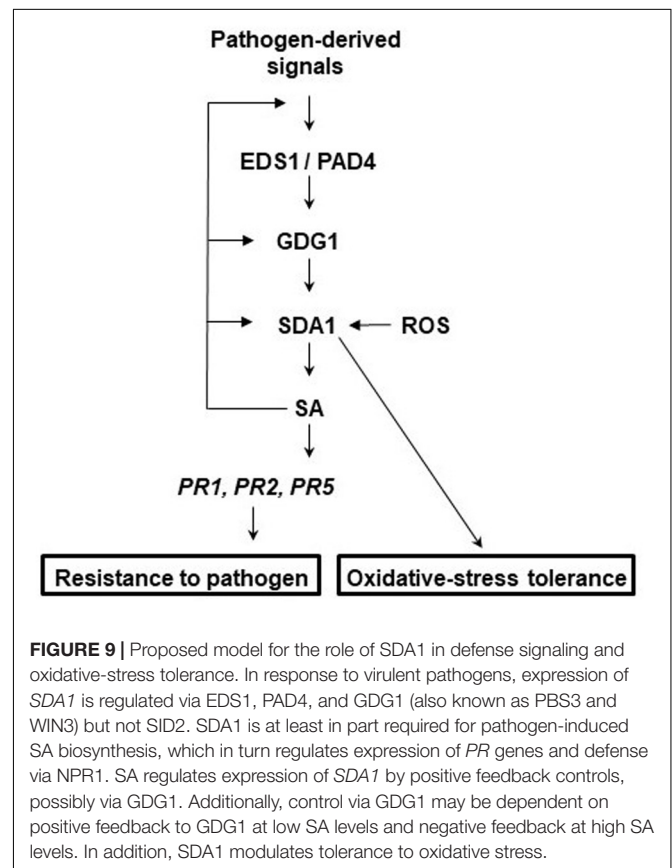 Pathogen-derived
signals
EDS1 / PAD4
GDG1
SDA1 ROS
SA
PR1, PR2, PR5
Resistance to pathogen Oxidative-stress tolerance
FIGURE 9 | Proposed model for the role of SDA1 in defense signaling and
oxidative-stress tolerance. In response to virulent pathogens, expression of
SDA1 is regulated via EDS1, PAD4, and GDG1 (also known as PBS3 and
WIN3) but not SID2. SDA1 is at least in part required for pathogen-induced
SA biosynthesis, which in turn regulates expression of PR genes and defense
via NPR1. SA regulates expression of SDA1 by positive feedback controls,
possibly via GDG1. Additionally, control via GDG1 may be dependent on
positive feedback to GDG1 at low SA levels and negative feedback at high SA
levels. In addition, SDA1 modulates tolerance to oxidative stress.